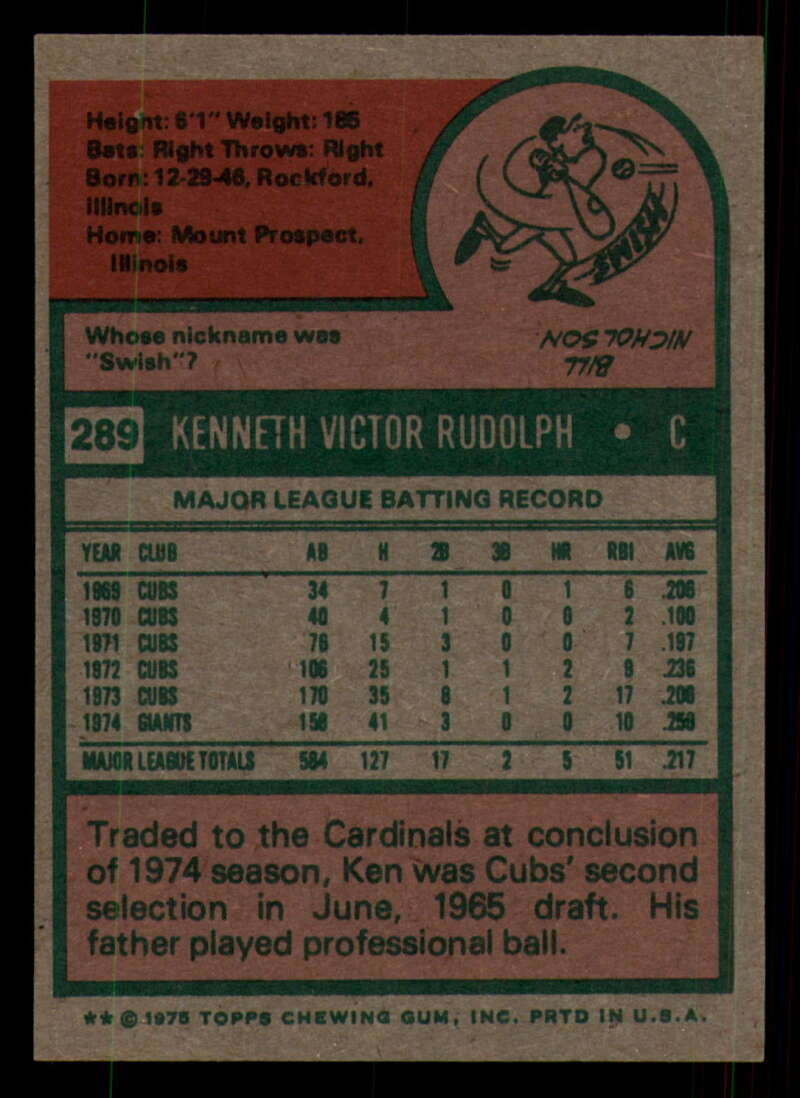 Height: 6'1" Weight: 185
Bats: Right Throws: Right
Born: 12-29-46, Rockford,
Illinois
Home: Mount Prospect,
Illinois
SWISH
Whose nickname was
"Swish"?
BILL
NICHOLSON
289 KENNETH VICTOR RUDOLPH • C
MAJOR LEAGUE BATTING RECORD
YEAR CLUB AB H 2B 3B HR RBI AVG
1969 CUBS 34 7 1 0 1 6 .206
1970 CUBS 40 4 1 0 0 2 .100
1971 CUBS 76 15 3 0 0 7 .197
1972 CUBS 106 25 1 1 2 9 .236
1973 CUBS 170 35 8 1 2 17 .206
1974 GIANTS 158 41 3 0 0 10 .259
MAJOR LEAGUE TOTALS 584 127 17 2 5 51 .217
Traded to the Cardinals at conclusion
of 1974 season, Ken was Cubs' second
selection in June, 1965 draft. His
father played professional ball.
** © 1975 TOPPS CHEWING GUM, INC. PRTD IN U.S.A.